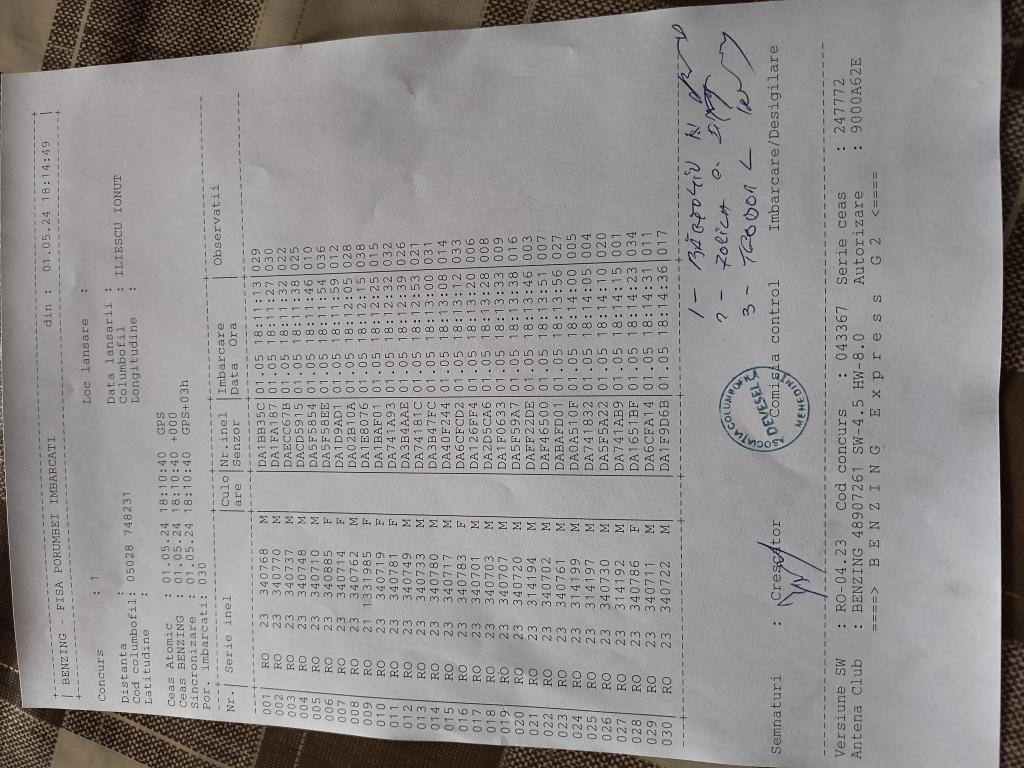 BENZING - FISA PORUMBEI IMBARCATI din : 01.05.24 18:14:49
Concurs : 1 Loc lansare :
Distanta : Data lansarii :
Cod columbofil: 05028 748231 Columbofil : ILIESCU IONUT
Latitudine : Longitudine :
Ceas Atomic : 01.05.24 18:10:40 GPS
Ceas BENZING : 01.05.24 18:10:40 +000
Sincronizare : 01.05.24 18:10:40 GPS+03h
Por. imbarcati: 030
Nr. | Serie inel |Culo|Nr.inel |Imbarcare | Observatii
are |Senzor |Data Ora
001| RO 23 340768 M |DA1BB35C|01.05 18:11:13|029
002| RO 23 340770 M |DA1FA187|01.05 18:11:27|030
003| RO 23 340737 M |DAECC67B|01.05 18:11:32|022
004| RO 23 340748 M |DACD5915|01.05 18:11:38|025
005| RO 23 340710 M |DA5F5854|01.05 18:11:46|010
006| RO 23 340885 F |DA5F58EE|01.05 18:11:54|036
007| RO 23 340714 F |DA1D9AD1|01.05 18:11:59|012
008| RO 23 340762 M |DA02B10A|01.05 18:12:05|028
009| RO 21 131985 F |DA1E8076|01.05 18:12:15|038
010| RO 23 340719 F |DA1BAF01|01.05 18:12:25|015
011| RO 23 340781 F |DA741A93|01.05 18:12:32|032
012| RO 23 340749 M |DA3B4AAE|01.05 18:12:39|026
013| RO 23 340733 M |DA74181C|01.05 18:12:53|021
014| RO 23 340780 M |DA3B47FC|01.05 18:13:00|031
015| RO 23 340717 M |DA440F244|01.05 18:13:08|014
016| RO 23 340783 F |DA6CFCD2|01.05 18:13:12|033
017| RO 23 340701 M |DA126FF4|01.05 18:13:20|006
018| RO 23 340703 M |DA2D5CA6|01.05 18:13:28|008
019| RO 23 340707 M |DA1F0633|01.05 18:13:33|009
020| RO 23 340720 M |DA5F59A7|01.05 18:13:38|016
021| RO 23 314194 M |DAFF22DE|01.05 18:13:46|003
022| RO 23 340702 M |DAF46500|01.05 18:13:51|007
023| RO 23 340761 M |DABAFD01|01.05 18:13:56|027
024| RO 23 314199 M |DA0A510F|01.05 18:14:00|005
025| RO 23 314197 M |DA741832|01.05 18:14:05|004
026| RO 23 340730 M |DA5F5A22|01.05 18:14:10|020
027| RO 23 314192 M |DA741AB9|01.05 18:14:15|001
028| RO 23 340786 F |DA1651BF|01.05 18:14:23|034
029| RO 23 340711 M |DA6CFA14|01.05 18:14:31|011
030| RO 23 340722 M |DA1F9D6B|01.05 18:14:36|017
1 -
2 -
3 -
Semnaturi : Crescator Comisia control Imbarcare/Desigilare
ASOCIATIA COLUMBOFILA
DEVESEL
MEHEDINTI
Versiune SW : RO-04.23 Cod concurs : 043367 Serie ceas : 247772
Antena Club : BENZING 48907261 SW-4.5 HW-8.0 Autorizare : 9000A62E
====> B E N Z I N G E x p r e s s G 2 <====